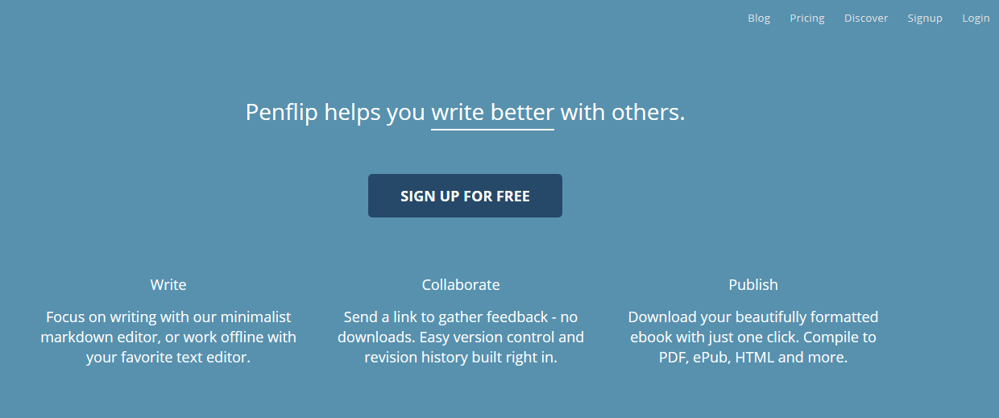 Blog Pricing Discover Signup Login
Penflip helps you write better with others.
SIGN UP FOR FREE
Write
Focus on writing with our minimalist
markdown editor, or work offline with
your favorite text editor.
Collaborate
Send a link to gather feedback - no
downloads. Easy version control and
revision history built right in.
Publish
Download your beautifully formatted
ebook with just one click. Compile to
PDF, ePub, HTML and more.